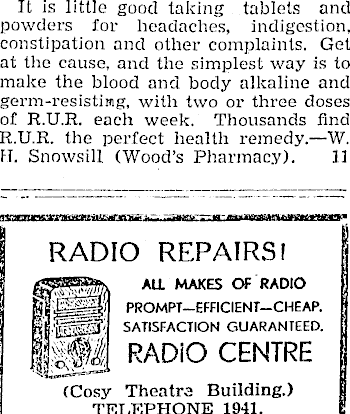 It is little good taking tablets and
powders for headaches, indigestion,
constipation and other complaints. Get
at the cause, and the simplest way is to
make the blood and body alkaline and
germ-resisting, with two or three doses
of R.U.R. each week. Thousands find
R.U.R. the perfect health remedy.—W.
H. Snowsill (Wood's Pharmacy). 11
RADIO REPAIRS!
ALL MAKES OF RADIO
PROMPT—EFFICIENT—CHEAP.
SATISFACTION GUARANTEED.
RADIO CENTRE
(Cosy Theatre Building.)
TELEPHONE 1941.